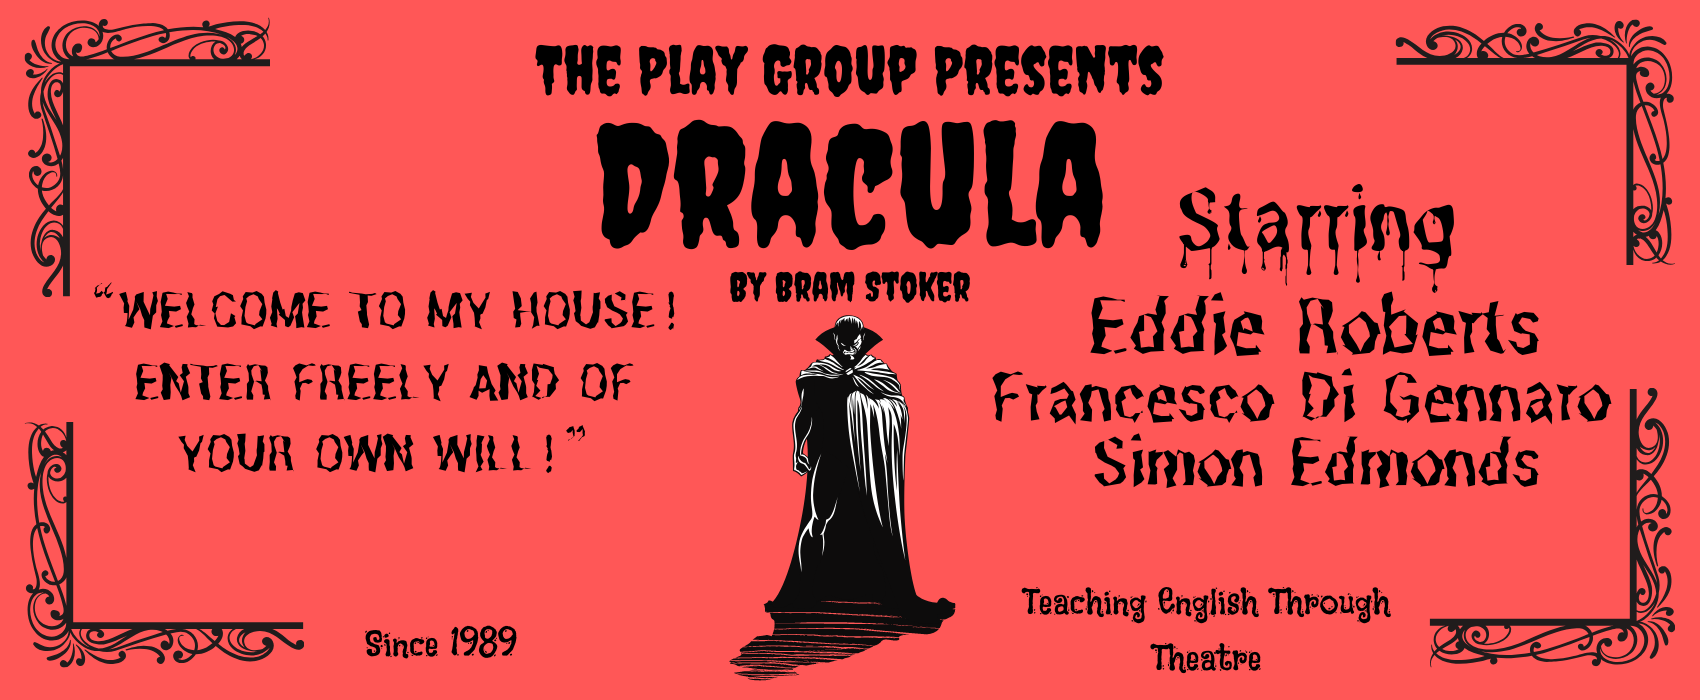 THE PLAY GROUP PRESENTS
DRACULA
BY BRAM STOKER
“WELCOME TO MY HOUSE!
ENTER FREELY AND OF
YOUR OWN WILL!”
Starring
Eddie Roberts
Francesco Di Gennaro
Simon Edmonds
Since 1989
Teaching English Through
Theatre